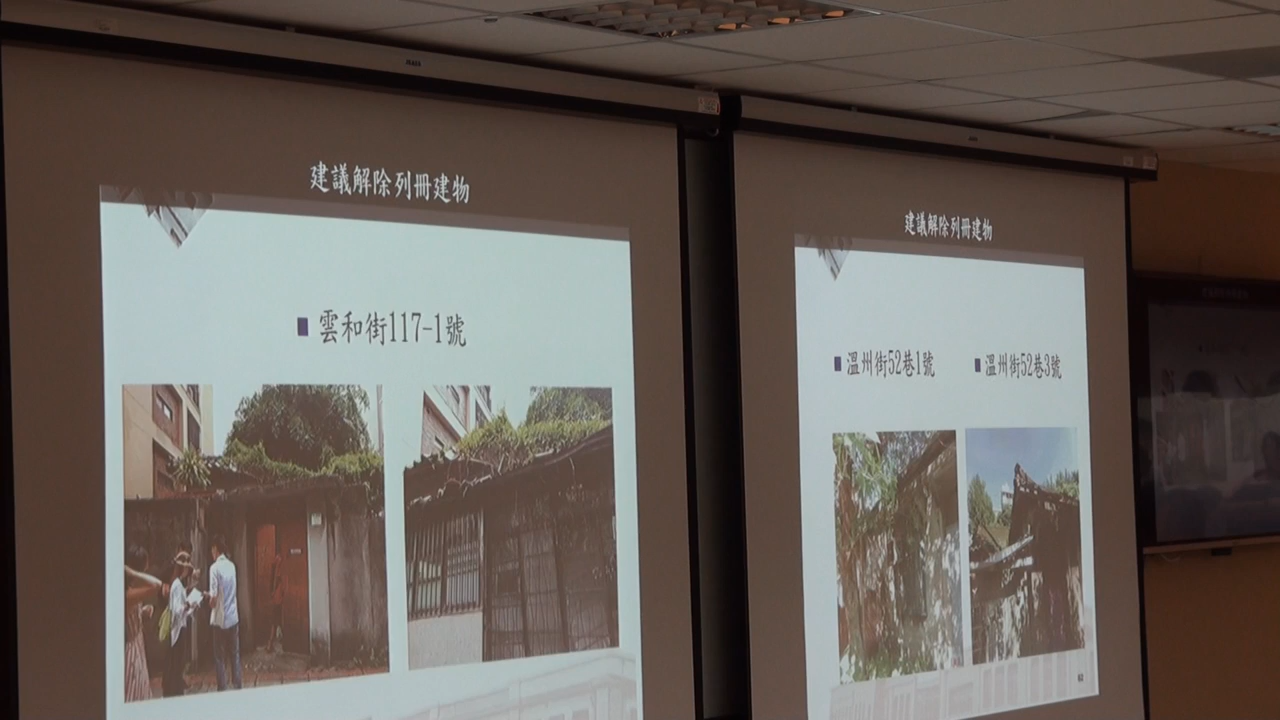 建議解除列冊建物
■ 雲和街117-1號
建議解除列冊建物
■ 溫州街52巷1號
■ 溫州街52巷3號